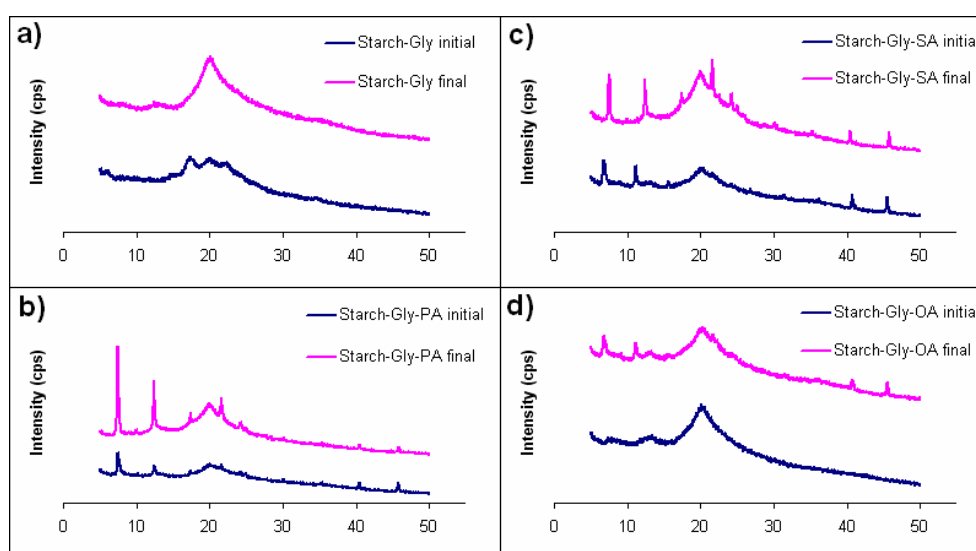 a)
Starch-Gly initial
Starch-Gly final
Intensity (cps)
0 10 20 30 40 50
c)
Starch-Gly-SA initia
Starch-Gly-SA final
Intensity (cps)
0 10 20 30 40 50
b)
Starch-Gly-PA initial
Starch-Gly-PA final
Intensity (cps)
0 10 20 30 40 50
d)
Starch-Gly-OA initia
Starch-Gly-OA final
Intensity (cps)
0 10 20 30 40 50